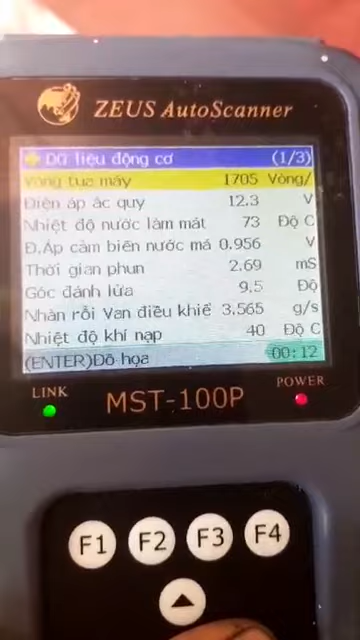 ZEUS AutoScanner
Dữ liệu động cơ (1/3)
Vòng tua máy 1705 Vòng/
Điện áp ắc quy 12.3 V
Nhiệt độ nước làm mát 73 Độ C
Đ.Áp cảm biến nước má 0.956 V
Thời gian phun 2.69 mS
Góc đánh lửa 9.5 Độ
Nhàn rỗi Van điều khiể 3.565 g/s
Nhiệt độ khí nạp 40 Độ C
(ENTER)Đồ họa 00:12
LINK MST-100P POWER
F1 F2 F3 F4